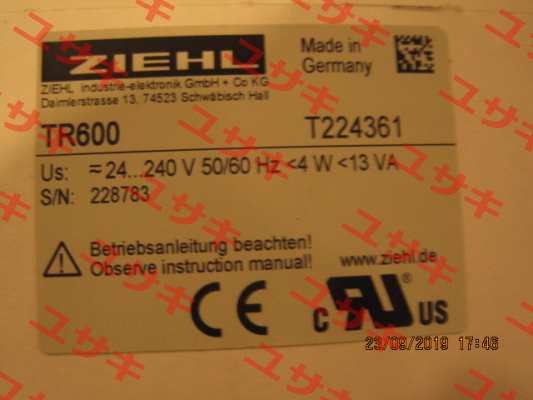 ZIEHL
Made in
Germany
ZIEHL industrie-elektronik GmbH + Co KG
Daimlerstrasse 13, 74523 Schwäbisch Hall
TR600 T224361
Us: ≂ 24...240 V 50/60 Hz <4 W <13 VA
S/N: 228783
Betriebsanleitung beachten!
Observe instruction manual!
www.ziehl.de
CE
c UL ® US
23/09/2019 17:46
ユサキ